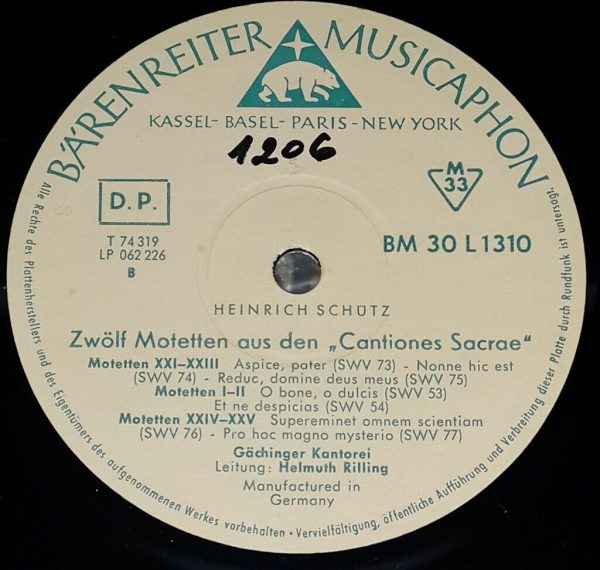 BÄRENREITER MUSICAPHON
KASSEL - BASEL - PARIS - NEW YORK
1206
D.P.
M
33
T 74 319
LP 062 226
B
BM 30 L 1310
HEINRICH SCHÜTZ
Zwölf Motetten aus den „Cantiones Sacrae"
Motetten XXI–XXIII Aspice, pater (SWV 73) - Nonne hic est
(SWV 74) - Reduc, domine deus meus (SWV 75)
Motetten I–II O bone, o dulcis (SWV 53)
Et ne despicias (SWV 54)
Motetten XXIV–XXV Supereminet omnem scientiam
(SWV 76) - Pro hoc magno mysterio (SWV 77)
Gächinger Kantorei
Leitung: Helmuth Rilling
Manufactured in
Germany
Alle Rechte des Plattenherstellers und des Eigentümers des aufgenommenen Werkes vorbehalten · Vervielfältigung, öffentliche Aufführung und Verbreitung dieser Platte durch Rundfunk ist untersagt.